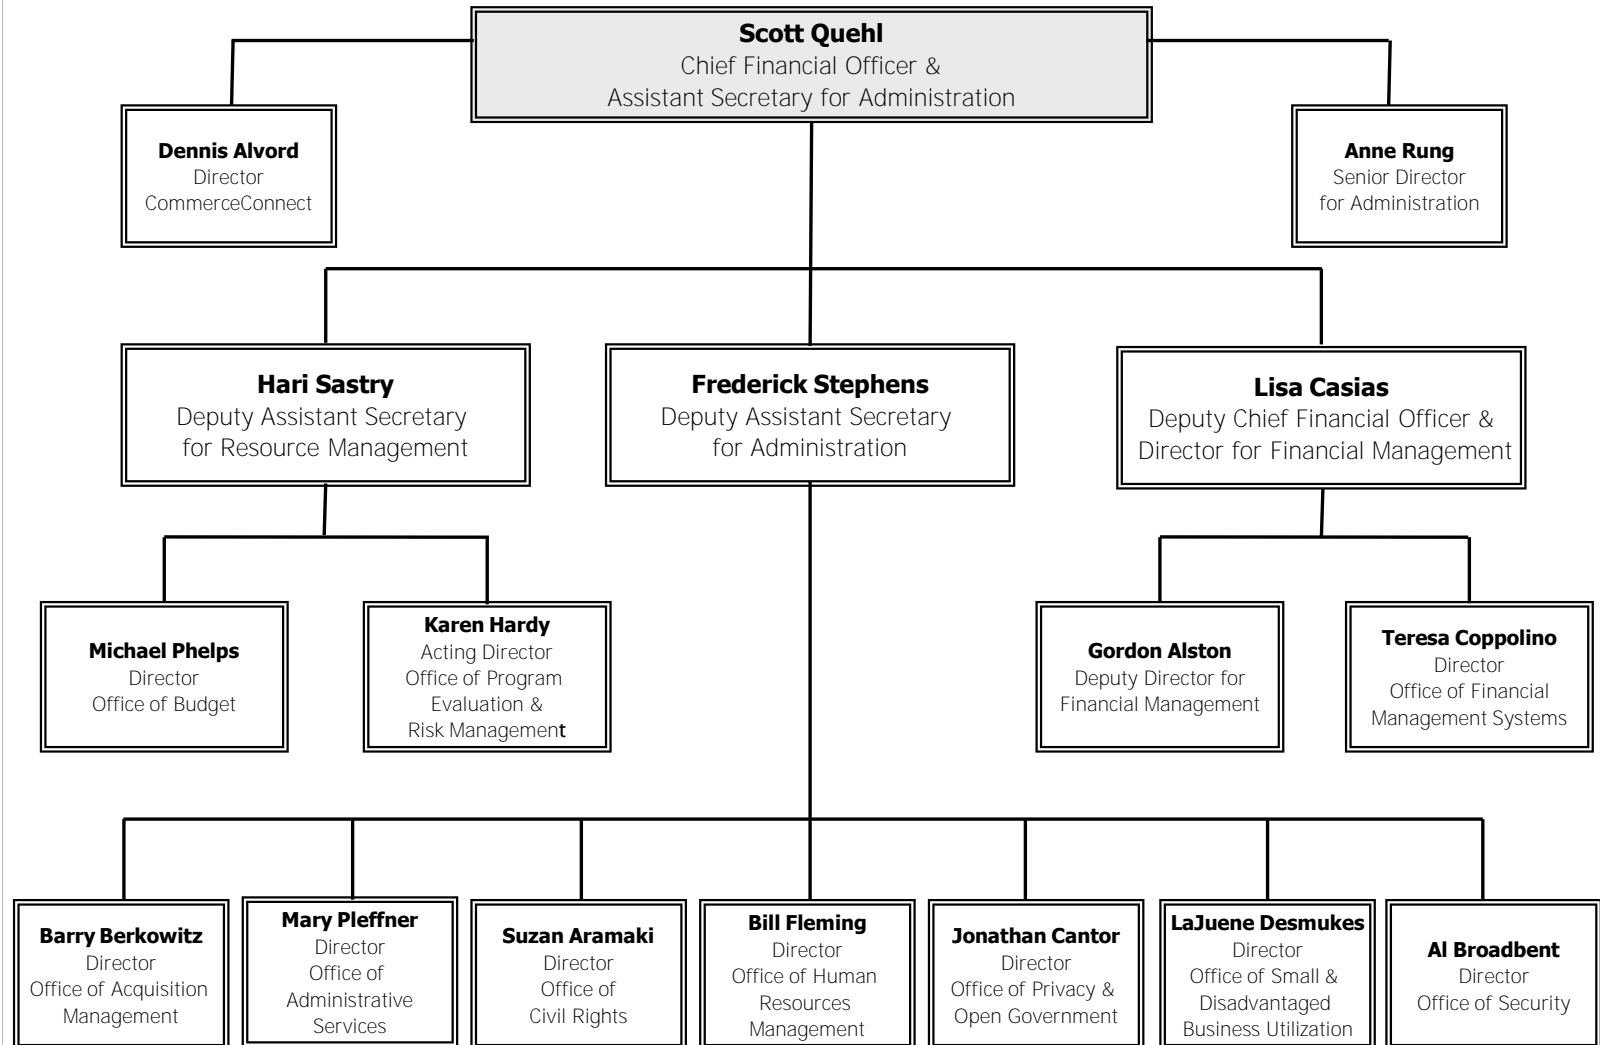 Scott Quehl
Chief Financial Officer &
Assistant Secretary for Administration
Dennis Alvord
Director
CommerceConnect
Anne Rung
Senior Director
for Administration
Hari Sastry
Deputy Assistant Secretary
for Resource Management
Frederick Stephens
Deputy Assistant Secretary
for Administration
Lisa Casias
Deputy Chief Financial Officer &
Director for Financial Management
Michael Phelps
Director
Office of Budget
Karen Hardy
Acting Director
Office of Program
Evaluation &
Risk Management
Gordon Alston
Deputy Director for
Financial Management
Teresa Coppolino
Director
Office of Financial
Management Systems
Barry Berkowitz
Director
Office of Acquisition
Management
Mary Pleffner
Director
Office of
Administrative
Services
Suzan Aramaki
Director
Office of
Civil Rights
Bill Fleming
Director
Office of Human
Resources
Management
Jonathan Cantor
Director
Office of Privacy &
Open Government
LaJuene Desmukes
Director
Office of Small &
Disadvantaged
Business Utilization
Al Broadbent
Director
Office of Security